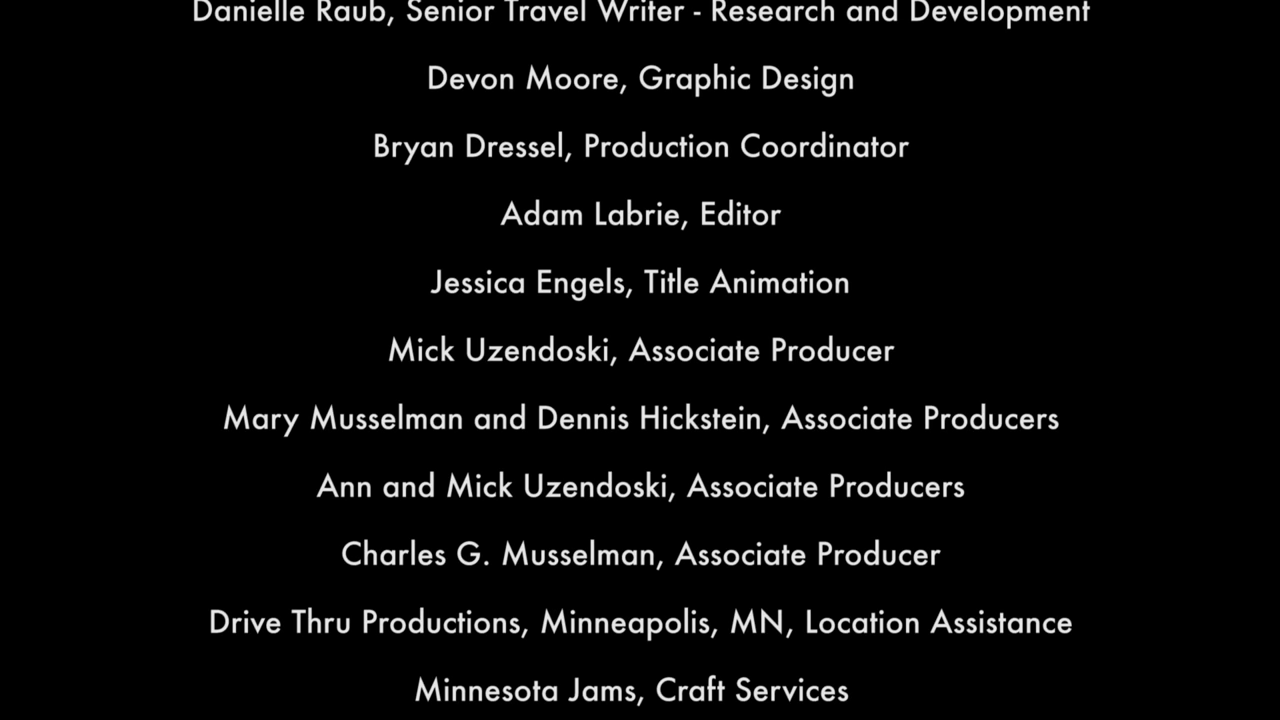 Danielle Raub, Senior Travel Writer - Research and Development
Devon Moore, Graphic Design
Bryan Dressel, Production Coordinator
Adam Labrie, Editor
Jessica Engels, Title Animation
Mick Uzendoski, Associate Producer
Mary Musselman and Dennis Hickstein, Associate Producers
Ann and Mick Uzendoski, Associate Producers
Charles G. Musselman, Associate Producer
Drive Thru Productions, Minneapolis, MN, Location Assistance
Minnesota Jams, Craft Services